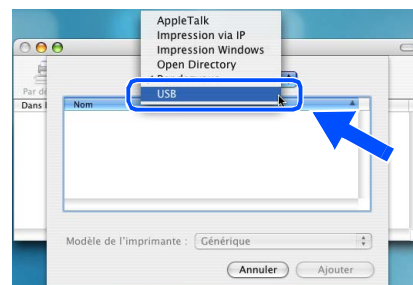 AppleTalk
Impression via IP
Impression Windows
Open Directory
USB
Par de
Dans l
Nom
Modèle de l'imprimante :
Générique
Annuler
Ajouter